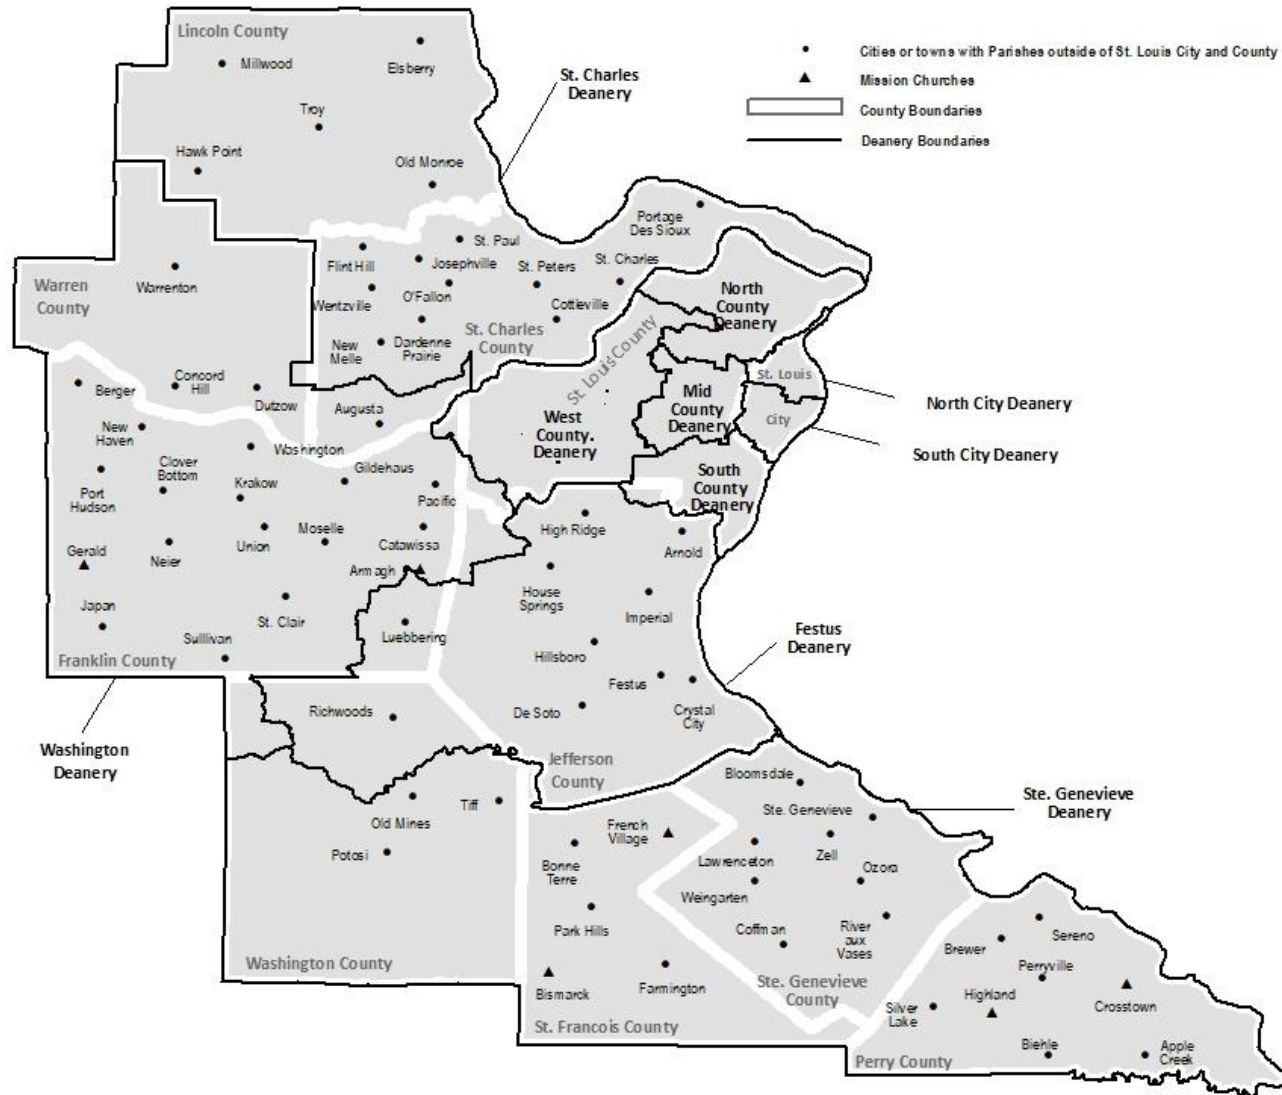 Lincoln County
Millwood
Elsberry
Troy
Hawk Point
Old Monroe
St. Charles
Deanery
Cities or towns with Parishes outside of St. Louis City and County
Mission Churches
County Boundaries
Deanery Boundaries
Portage
Des Sioux
St. Paul
Flint Hill
Josephville
St. Peters
St. Charles
Warren
County
Warrenton
Wentzville
O'Fallon
Cottleville
North
County
Deanery
New
Melle
Dardenne
Prairie
St. Charles
County
St. Louis County
St. Louis
City
Mid
County
Deanery
North City Deanery
South City Deanery
Berger
Concord
Hill
Dutzow
Augusta
West
County.
Deanery
New
Haven
Washington
Clover
Bottom
Gildehaus
South
County
Deanery
Port
Hudson
Krakow
Pacific
Gerald
Neier
Union
Moselle
Catawissa
High Ridge
Arnold
Armagh
Japan
St. Clair
House
Springs
Imperial
Sullivan
Luebbering
Franklin County
Hillsboro
Festus
Deanery
Festus
Richwoods
De Soto
Crystal
City
Washington
Deanery
Jefferson
County
Bloomsdale
Ste. Genevieve
Deanery
Old Mines
Tiff
Ste. Genevieve
French
Village
Potosi
Bonne
Terre
Lawrenceton
Zell
Ozora
Weingarten
Park Hills
Coffman
River
aux
Vases
Sereno
Brewer
Washington County
Bismarck
Farmington
Ste. Genevieve
County
Perryville
Highland
Crosstown
Silver
Lake
St. Francois County
Biehle
Apple
Creek
Perry County